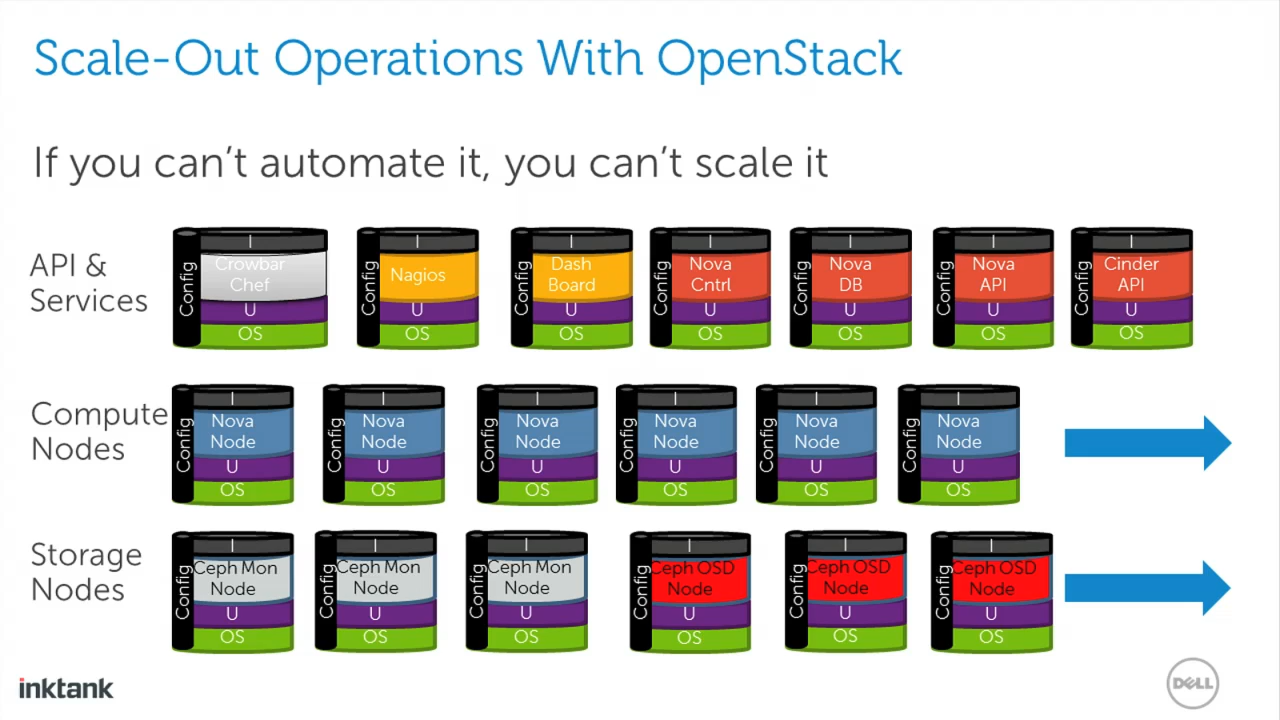 Scale-Out Operations With OpenStack
If you can't automate it, you can't scale it
API &
Services
Config
I
Crowbar
Chef
U
OS
Config
I
Nagios
U
OS
Config
I
Dash
Board
U
OS
Config
I
Nova
Cntrl
U
OS
Config
I
Nova
DB
U
OS
Config
I
Nova
API
U
OS
Config
I
Cinder
API
U
OS
Compute
Nodes
Config
I
Nova
Node
U
OS
Config
I
Nova
Node
U
OS
Config
I
Nova
Node
U
OS
Config
I
Nova
Node
U
OS
Config
I
Nova
Node
U
OS
Config
I
Nova
Node
U
OS
Storage
Nodes
Config
I
Ceph Mon
Node
U
OS
Config
I
Ceph Mon
Node
U
OS
Config
I
Ceph Mon
Node
U
OS
Config
I
Ceph OSD
Node
U
OS
Config
I
Ceph OSD
Node
U
OS
Config
I
Ceph OSD
Node
U
OS
inktank
DELL